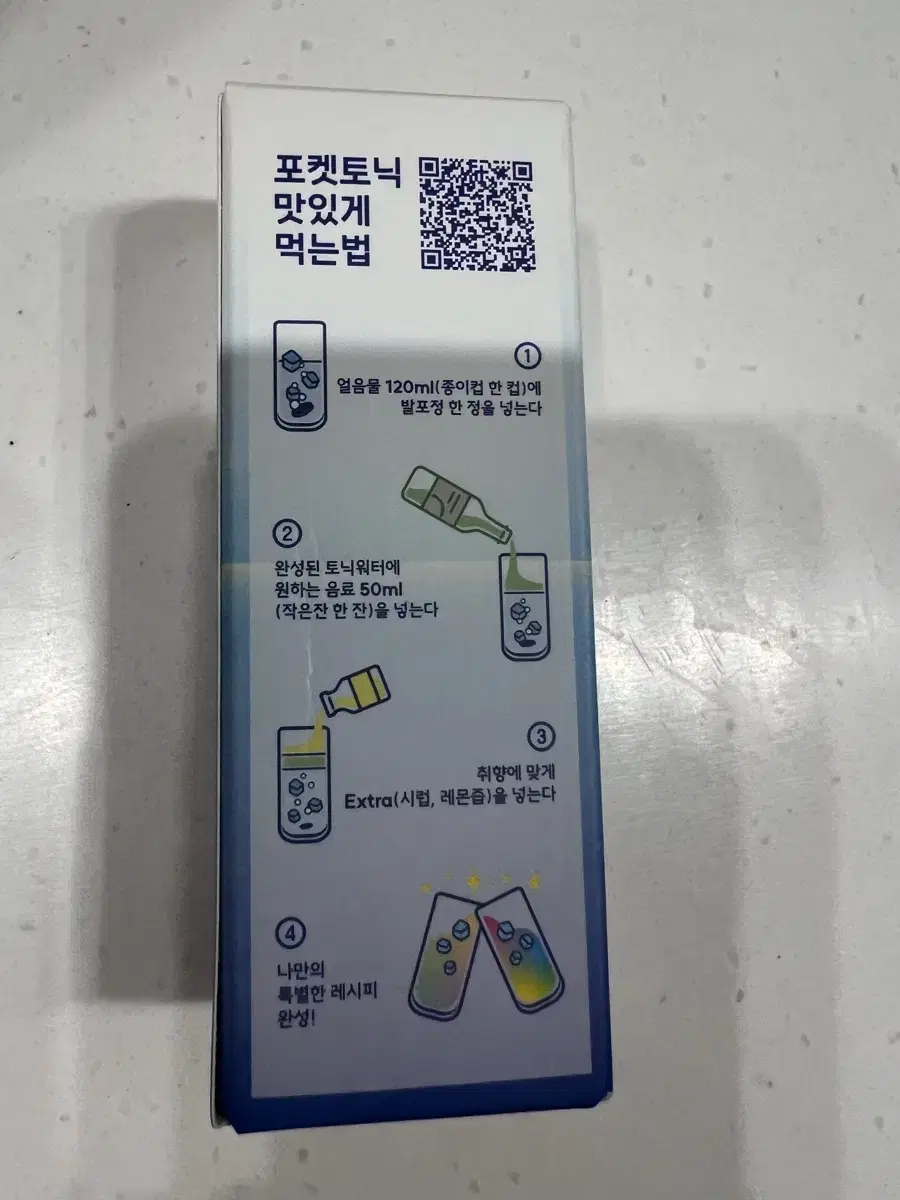 포켓토닉
맛있게
먹는법
①
얼음물 120ml(종이컵 한 컵)에
발포정 한 정을 넣는다
②
완성된 토닉워터에
원하는 음료 50ml
(작은잔 한 잔)을 넣는다
③
취향에 맞게
Extra(시럽, 레몬즙)을 넣는다
④
나만의
특별한 레시피
완성!